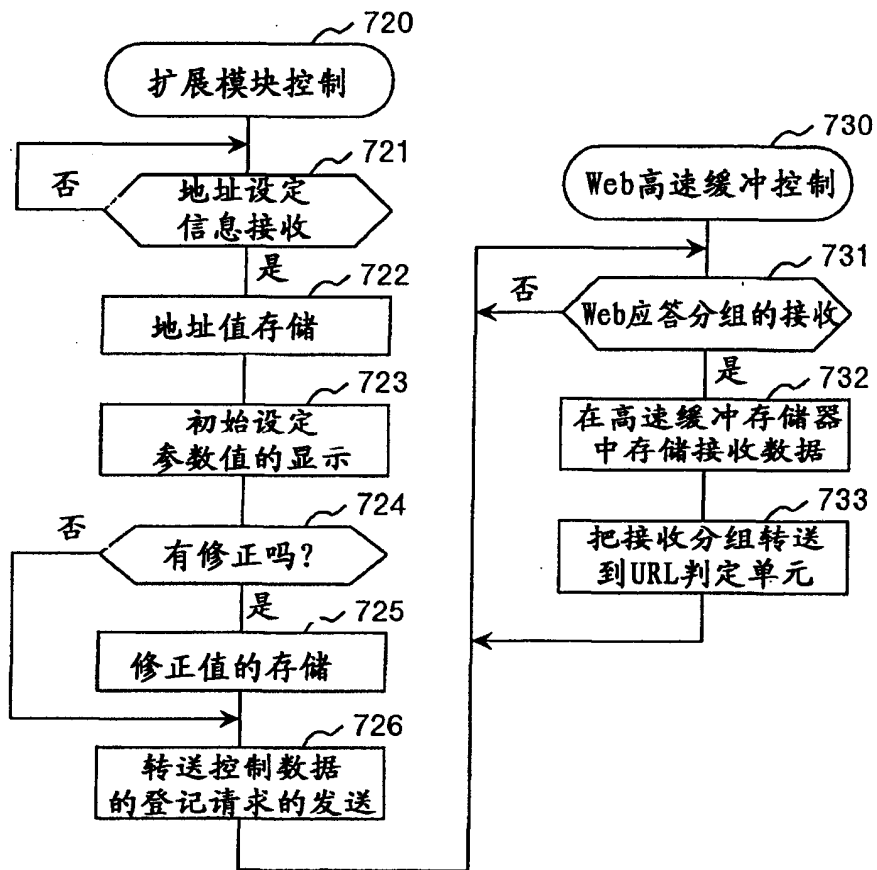 720
扩展模块控制
721
否
地址设定
信息接收
是
722
地址值存储
723
初始设定
参数值的显示
724
否
有修正吗?
是
725
修正值的存储
726
转送控制数据
的登记请求的发送
730
Web高速缓冲控制
731
否
Web应答分组的接收
是
732
在高速缓冲存储器
中存储接收数据
733
把接收分组转送
到URL判定单元